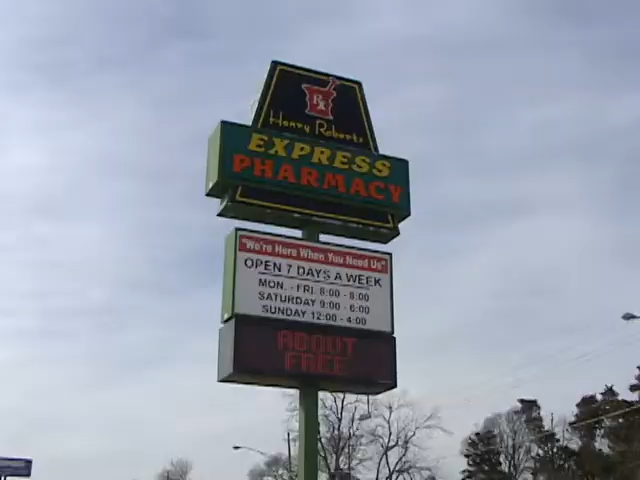 Rx
Henry Roberts
EXPRESS
PHARMACY
"We're Here When You Need Us"
OPEN 7 DAYS A WEEK
MON. - FRI. 8:00 - 8:00
SATURDAY 9:00 - 6:00
SUNDAY 12:00 - 4:00
ABOUT
FREE